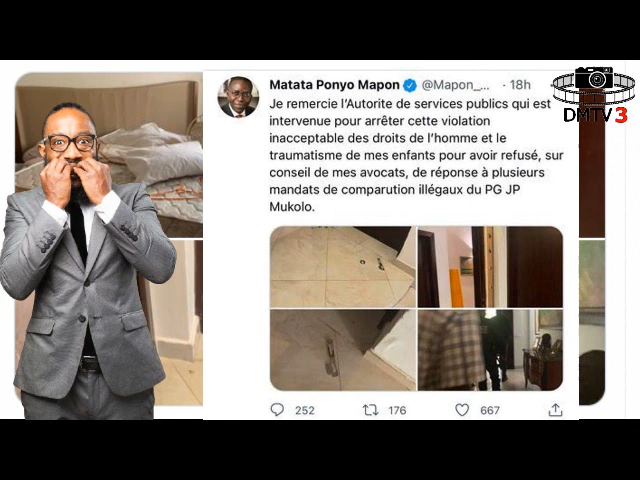 Matata Ponyo Mapon @Mapon_... · 18h
Je remercie l'Autorite de services publics qui est
intervenue pour arrêter cette violation
inacceptable des droits de l'homme et le
traumatisme de mes enfants pour avoir refusé, sur
conseil de mes avocats, de réponse à plusieurs
mandats de comparution illégaux du PG JP
Mukolo.
252 176 667
DMTV3